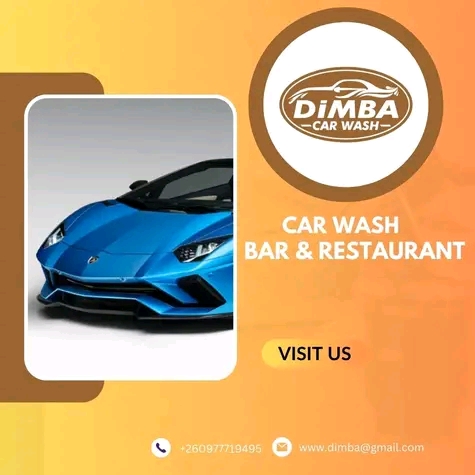 DiMBA
CAR WASH
CAR WASH
BAR & RESTAURANT
VISIT US
+260977719495
www.dimba@gmail.com